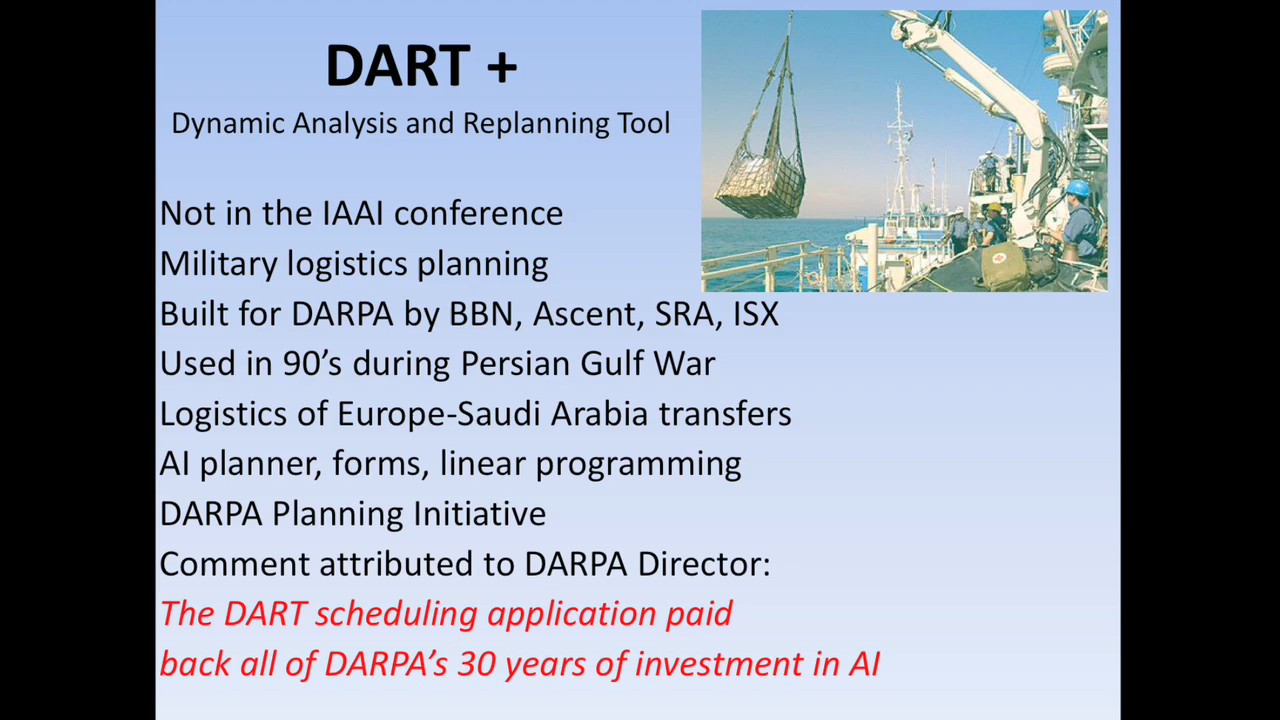 DART +
Dynamic Analysis and Replanning Tool
Not in the IAAI conference
Military logistics planning
Built for DARPA by BBN, Ascent, SRA, ISX
Used in 90’s during Persian Gulf War
Logistics of Europe-Saudi Arabia transfers
AI planner, forms, linear programming
DARPA Planning Initiative
Comment attributed to DARPA Director:
The DART scheduling application paid
back all of DARPA’s 30 years of investment in AI